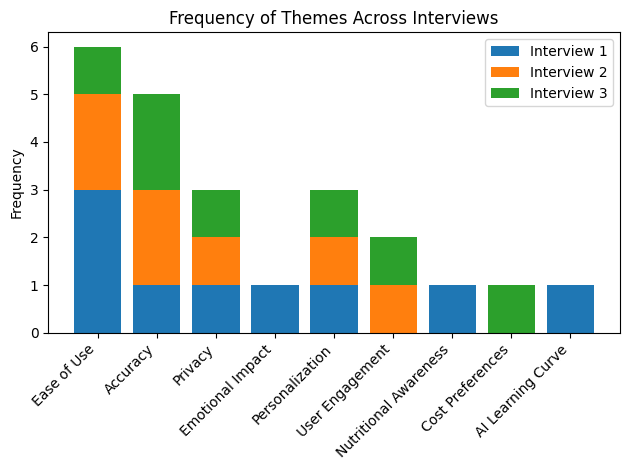 Frequency of Themes Across Interviews
Interview 1
Interview 2
Interview 3
Frequency
6
5
4
3
2
1
0
Ease of Use
Accuracy
Privacy
Emotional Impact
Personalization
User Engagement
Nutritional Awareness
Cost Preferences
AI Learning Curve